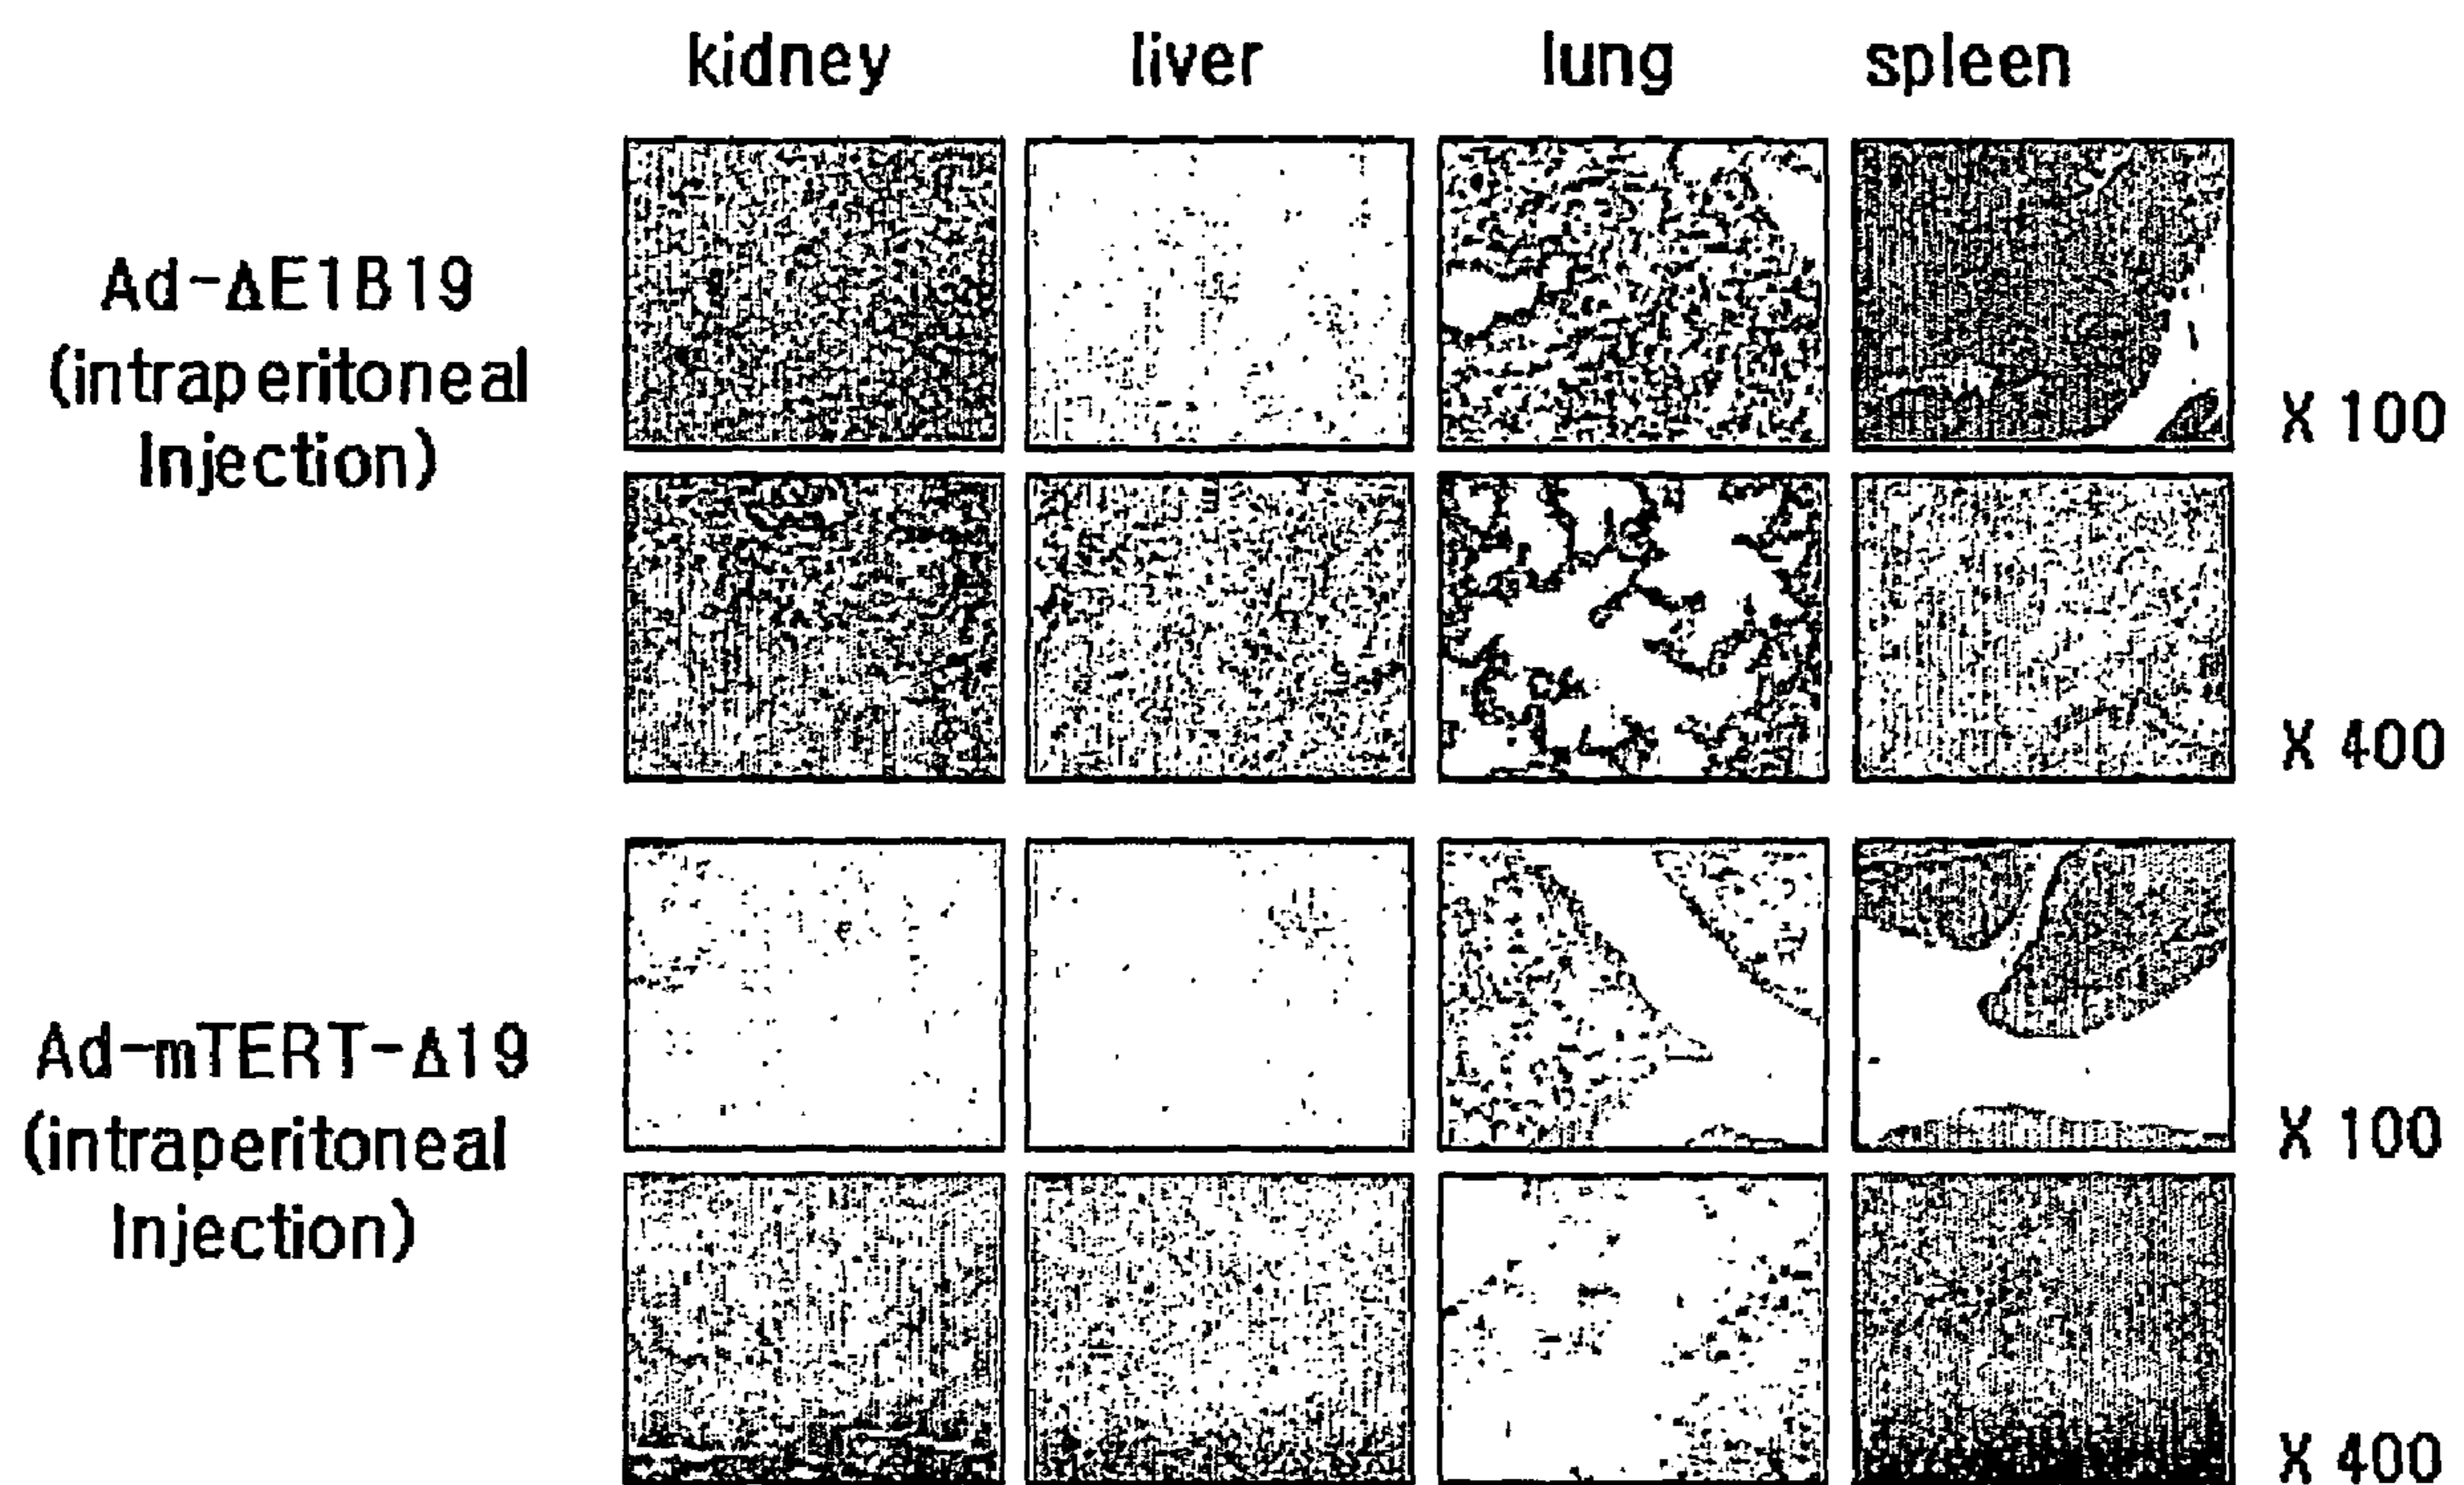 kidney liver lung spleen
Ad-ΔE1B19
(intraperitoneal
Injection)
X 100
X 400
Ad-mTERT-Δ19
(intraperitoneal
Injection)
X 100
X 400